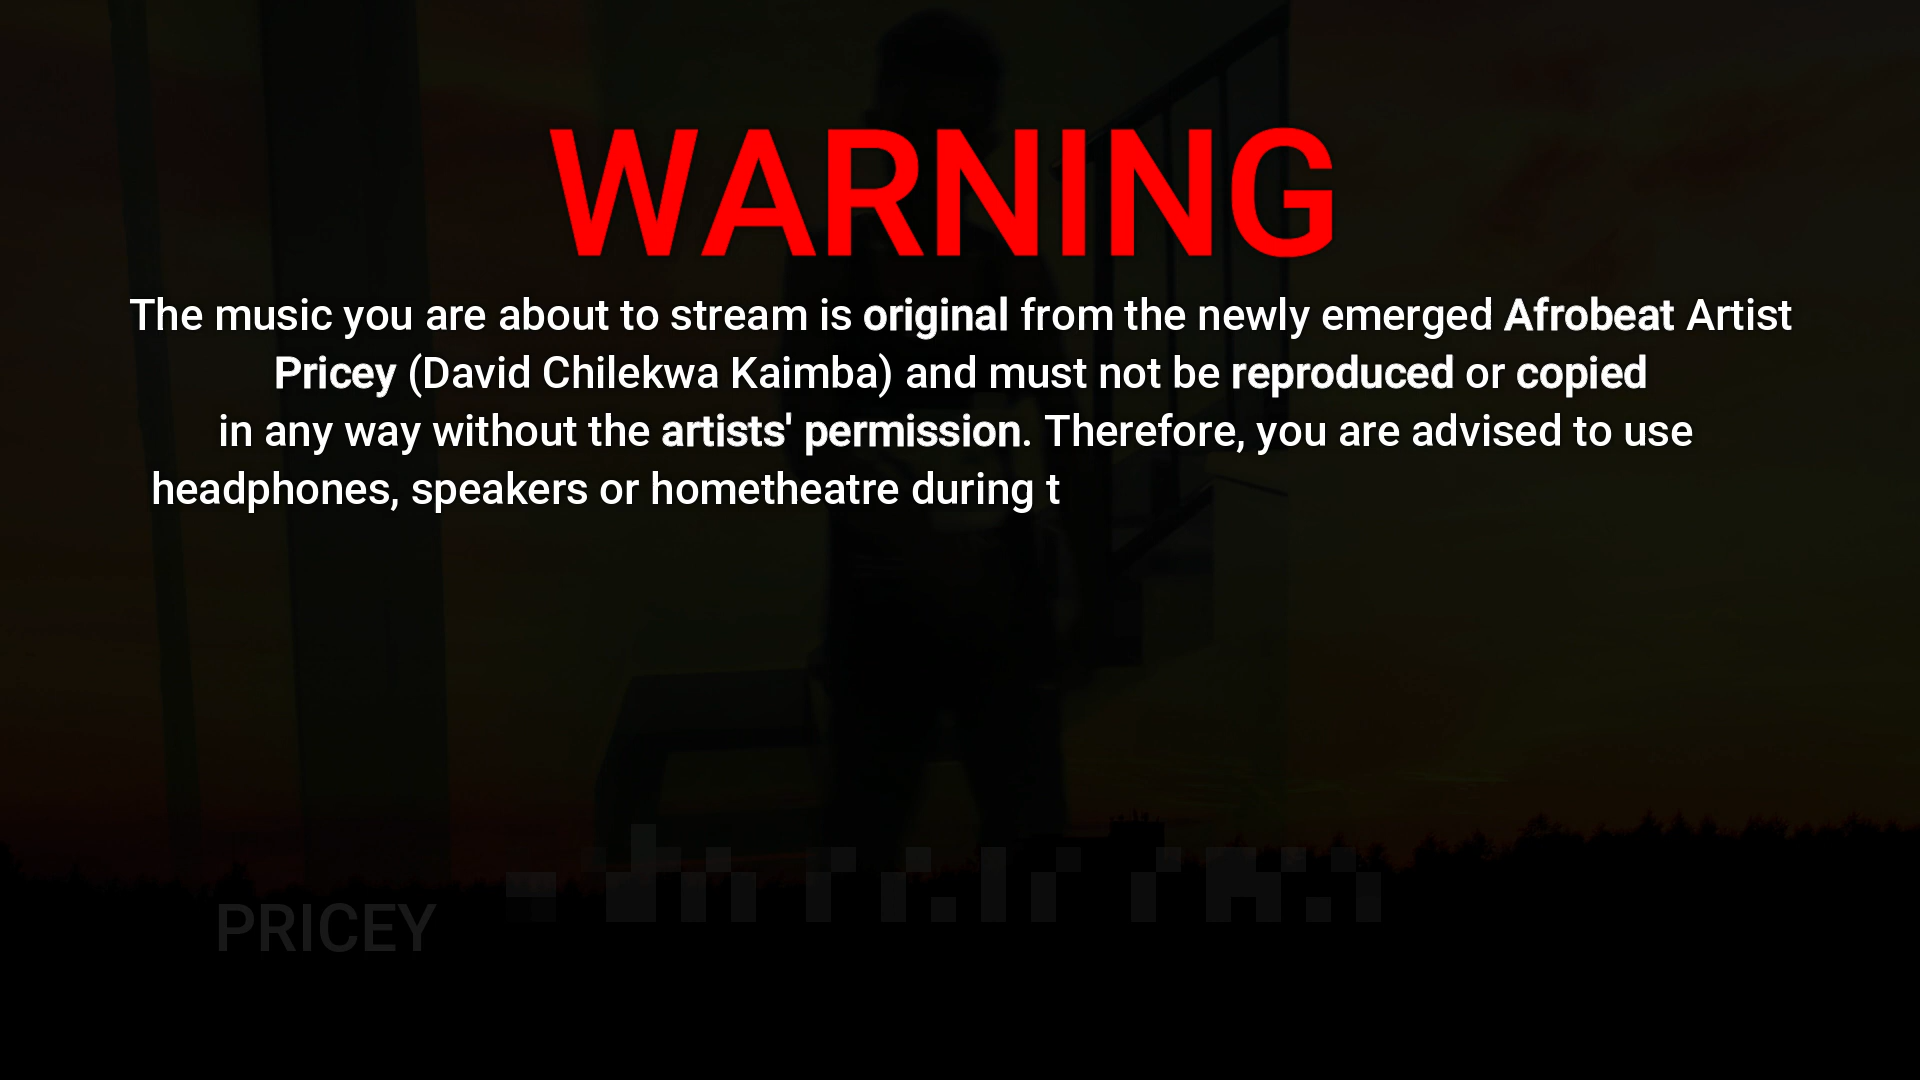 WARNING
The music you are about to stream is original from the newly emerged Afrobeat Artist
Pricey (David Chilekwa Kaimba) and must not be reproduced or copied
in any way without the artists' permission. Therefore, you are advised to use
headphones, speakers or hometheatre during t
PRICEY